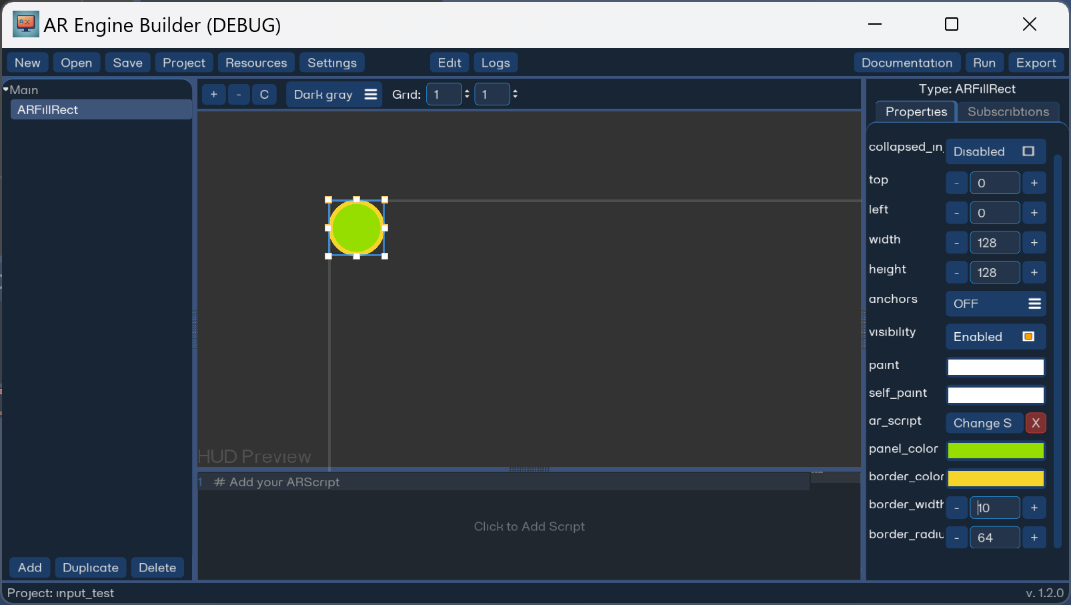 AR Engine Builder (DEBUG)
New Open Save Project Resources Settings Edit Logs Documentation Run Export
Main
ARFillRect
+ - C Dark gray Grid: 1 1
Type: ARFillRect
Properties Subscribtions
collapsed_in Disabled
top - 0 +
left - 0 +
width - 128 +
height - 128 +
anchors OFF
visibility Enabled
paint
self_paint
ar_script Change S X
panel_color
border_color
border_width - 10 +
border_radiu - 64 +
HUD Preview
1 # Add your ARScript
Click to Add Script
Add Duplicate Delete
Project: input_test v. 1.2.0